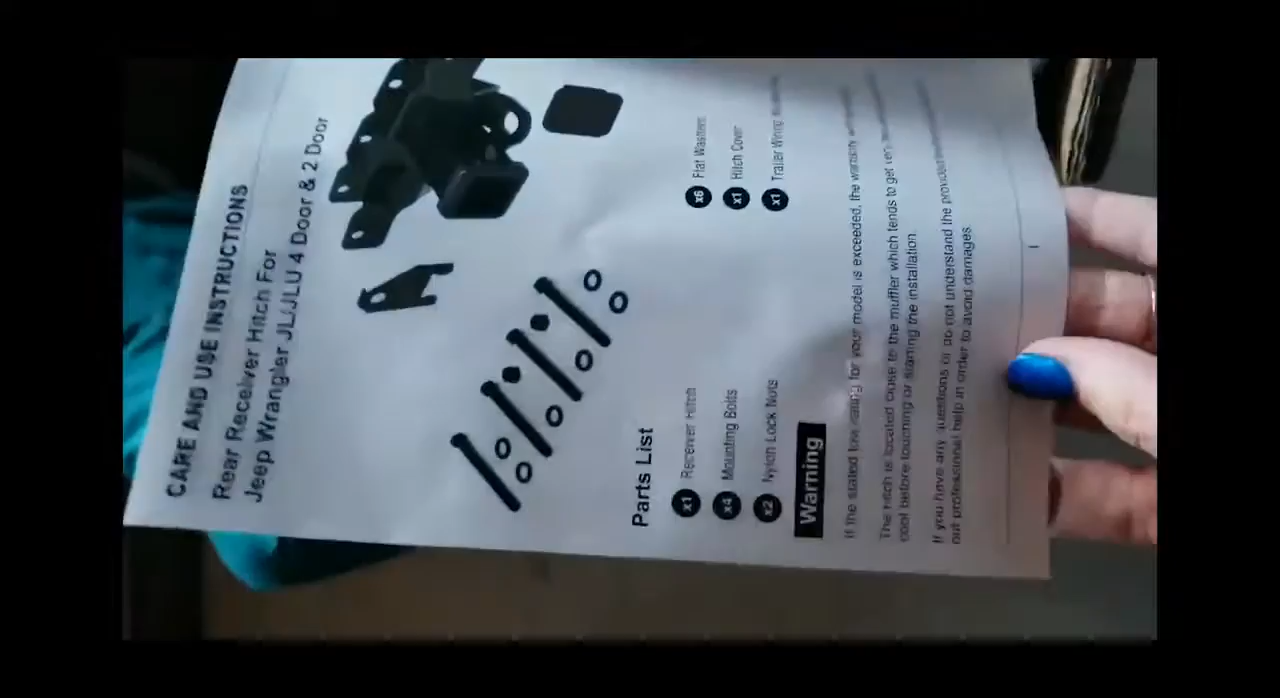 CARE AND USE INSTRUCTIONS
Rear Receiver Hitch For
Jeep Wrangler JL/JLU 4 Door & 2 Door
Parts List
x1 Receiver Hitch
x6 Flat Washers
x4 Mounting Bolts
x1 Hitch Cover
x2 Nylon Lock Nuts
x1 Trailer Wiring
Warning
If the stated tow rating for your model is exceeded, the warranty
The hitch is located close to the muffler which tends to get very
cool before touching or starting the installation.
If you have any questions or do not understand the provided
out professional help in order to avoid damages.
1